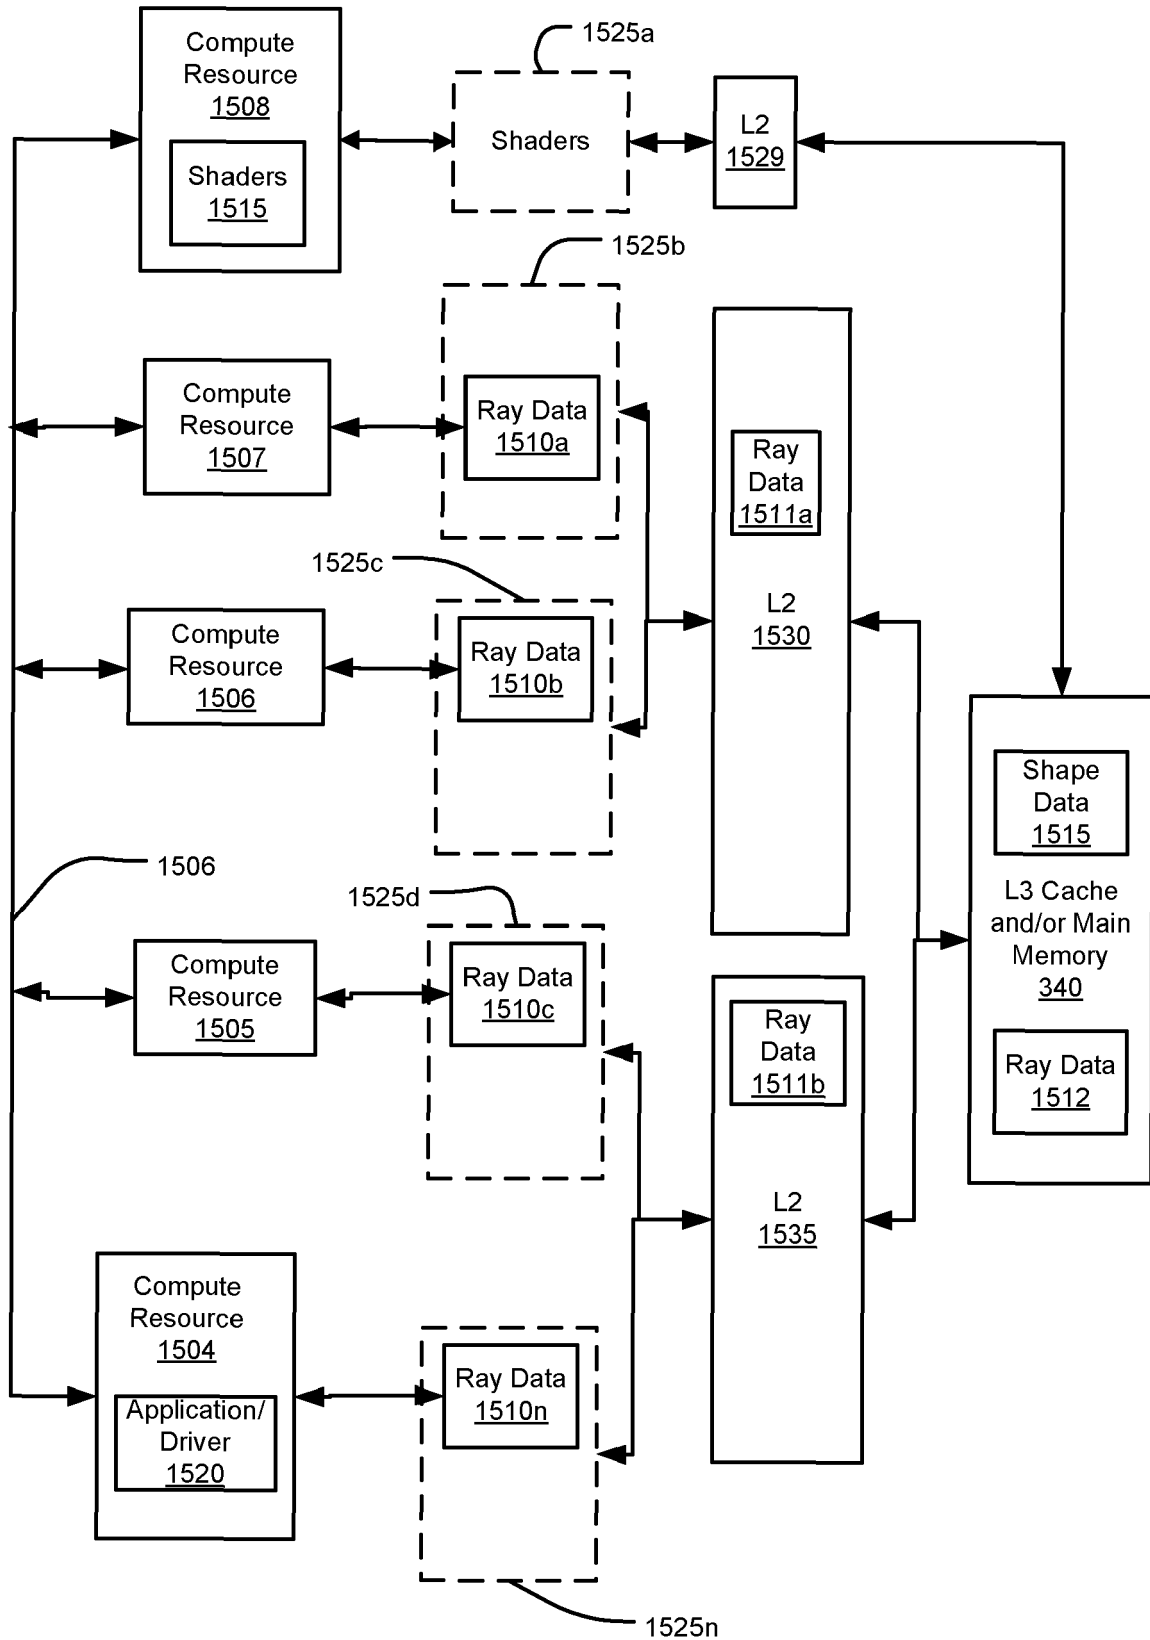 1525a
Compute
Resource
1508
Shaders
1515
Shaders
L2
1529
1525b
Compute
Resource
1507
Ray Data
1510a
Ray
Data
1511a
L2
1530
1525c
Compute
Resource
1506
Ray Data
1510b
Shape
Data
1515
L3 Cache
and/or Main
Memory
340
Ray Data
1512
1506
1525d
Compute
Resource
1505
Ray Data
1510c
Ray
Data
1511b
L2
1535
Compute
Resource
1504
Application/
Driver
1520
Ray Data
1510n
1525n